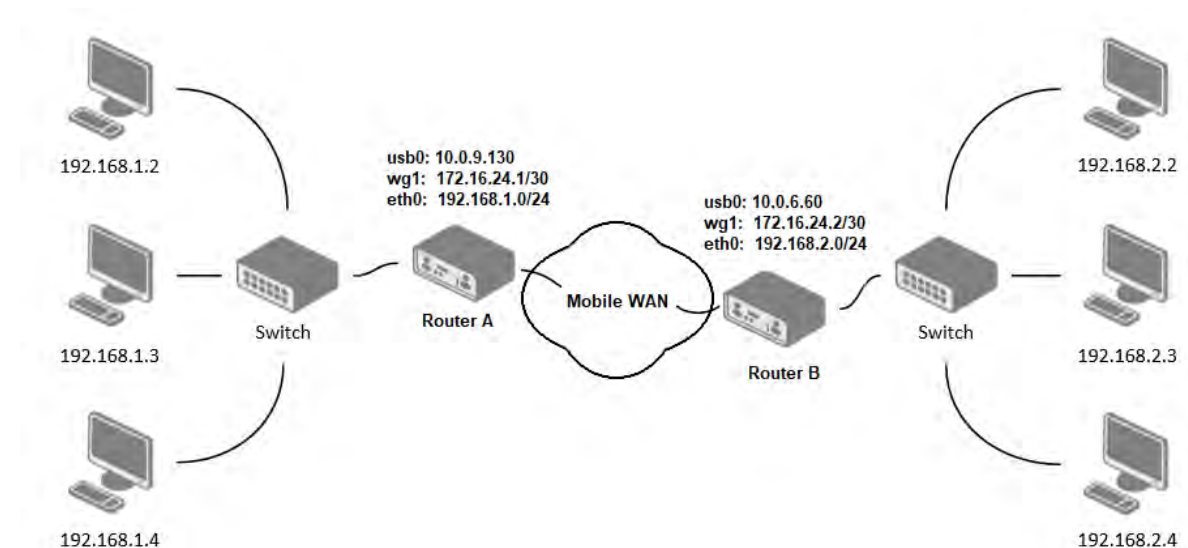 192.168.1.2
192.168.1.3
192.168.1.4
Switch
usb0: 10.0.9.130
wg1: 172.16.24.1/30
eth0: 192.168.1.0/24
Router A
Mobile WAN
usb0: 10.0.6.60
wg1: 172.16.24.2/30
eth0: 192.168.2.0/24
Router B
Switch
192.168.2.2
192.168.2.3
192.168.2.4